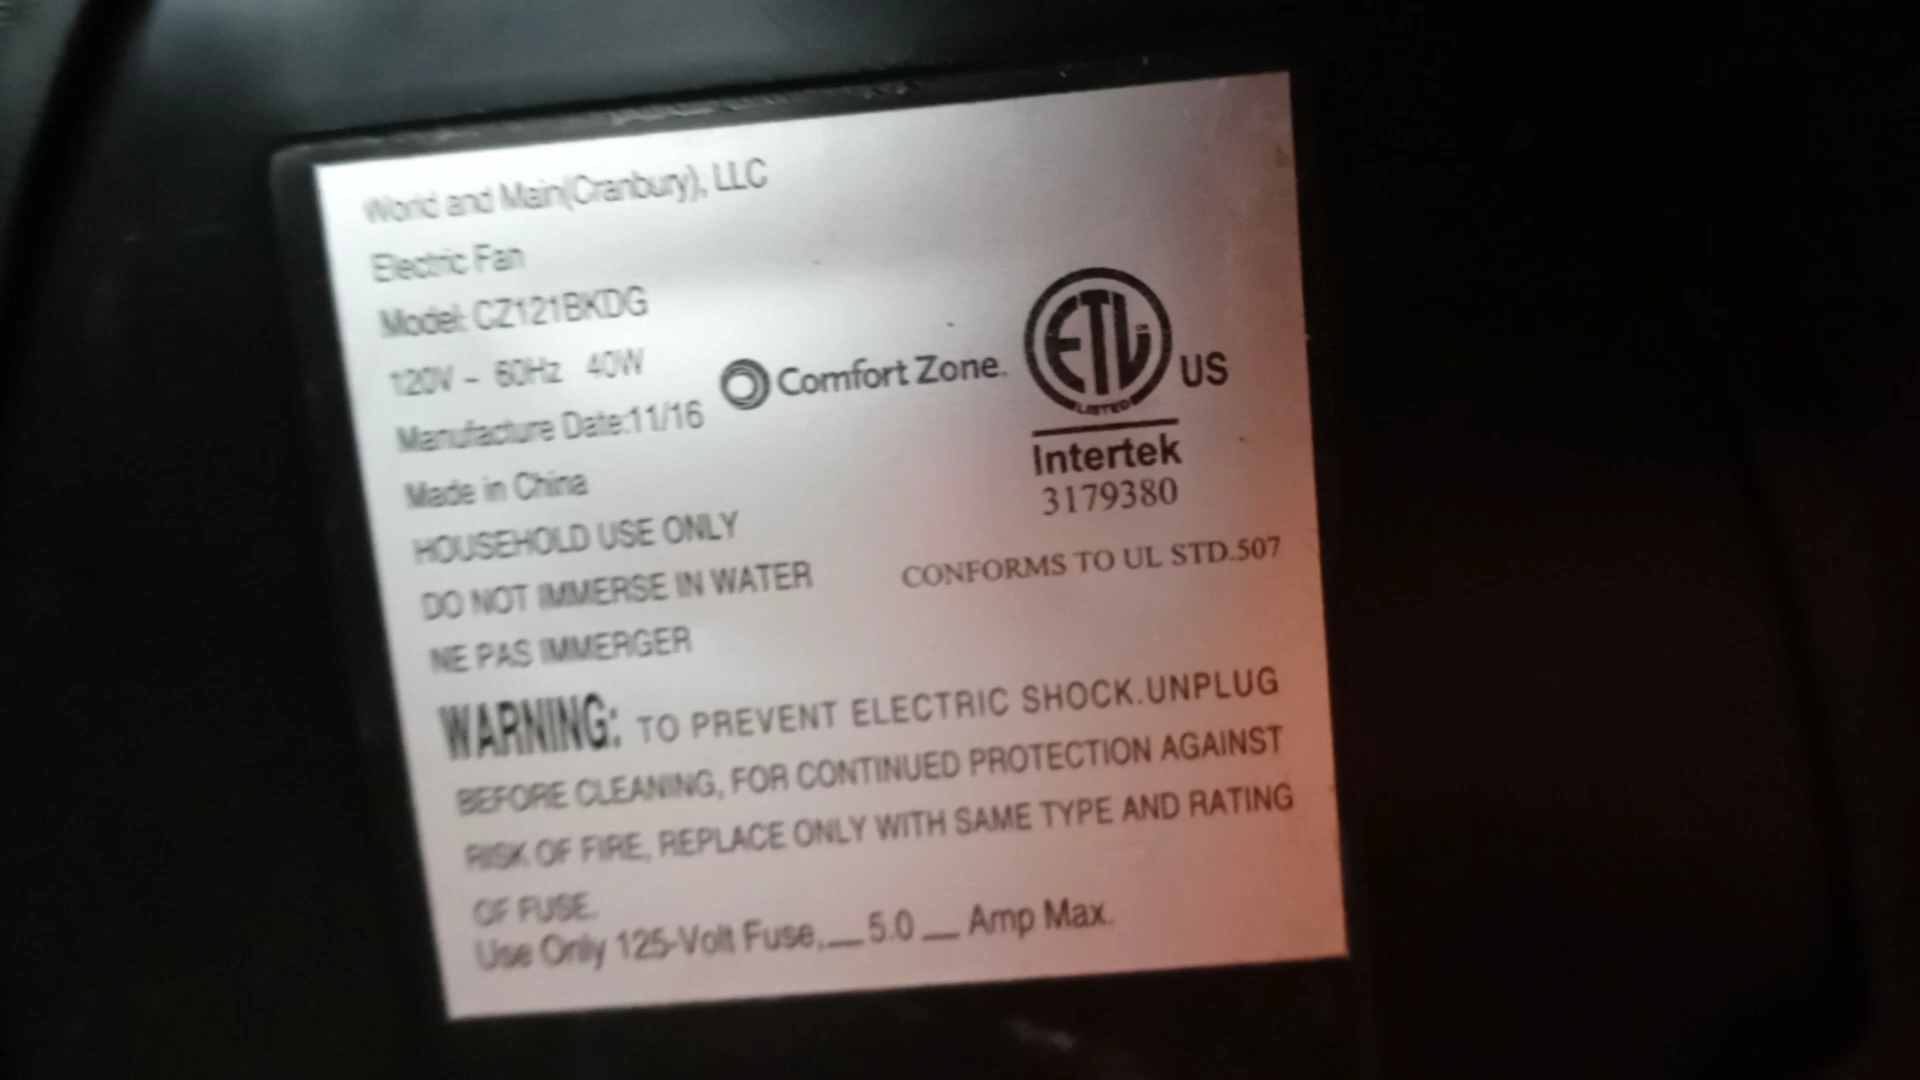 World and Main(Cranbury), LLC
Electric Fan
Model: CZ121BKDG
120V ~ 60Hz 40W
Comfort Zone.
ETL
LISTED
US
Manufacture Date:11/16
Intertek
3179380
Made in China
HOUSEHOLD USE ONLY
DO NOT IMMERSE IN WATER
CONFORMS TO UL STD.507
NE PAS IMMERGER
WARNING: TO PREVENT ELECTRIC SHOCK.UNPLUG
BEFORE CLEANING, FOR CONTINUED PROTECTION AGAINST
RISK OF FIRE, REPLACE ONLY WITH SAME TYPE AND RATING
OF FUSE.
Use Only 125-Volt Fuse,__5.0__ Amp Max.